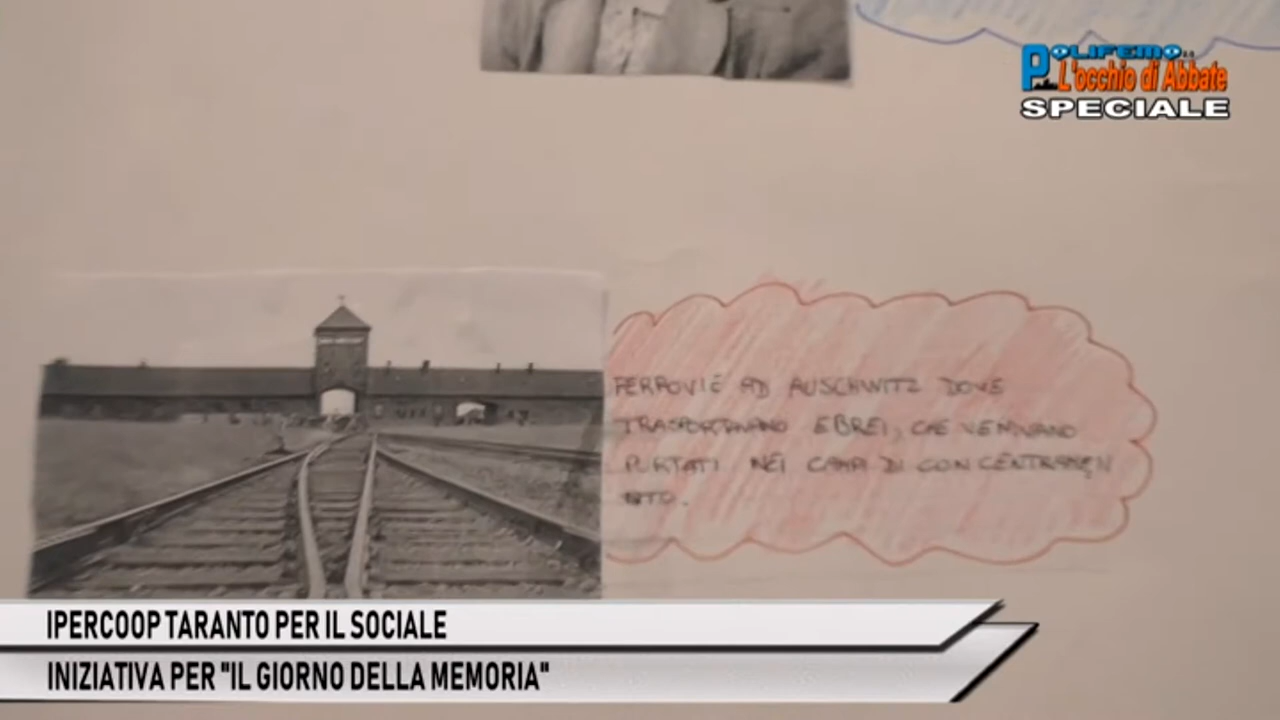 POLIFEMO..
L'occhio di Abbate
SPECIALE
FERROVIE AD AUSCHWITZ DOVE
TRASPORTAVANO EBREI, CHE VENIVANO
PORTATI NEI CAMPI DI CONCENTRAMEN
NTO.
IPERCOOP TARANTO PER IL SOCIALE
INIZIATIVA PER "IL GIORNO DELLA MEMORIA"